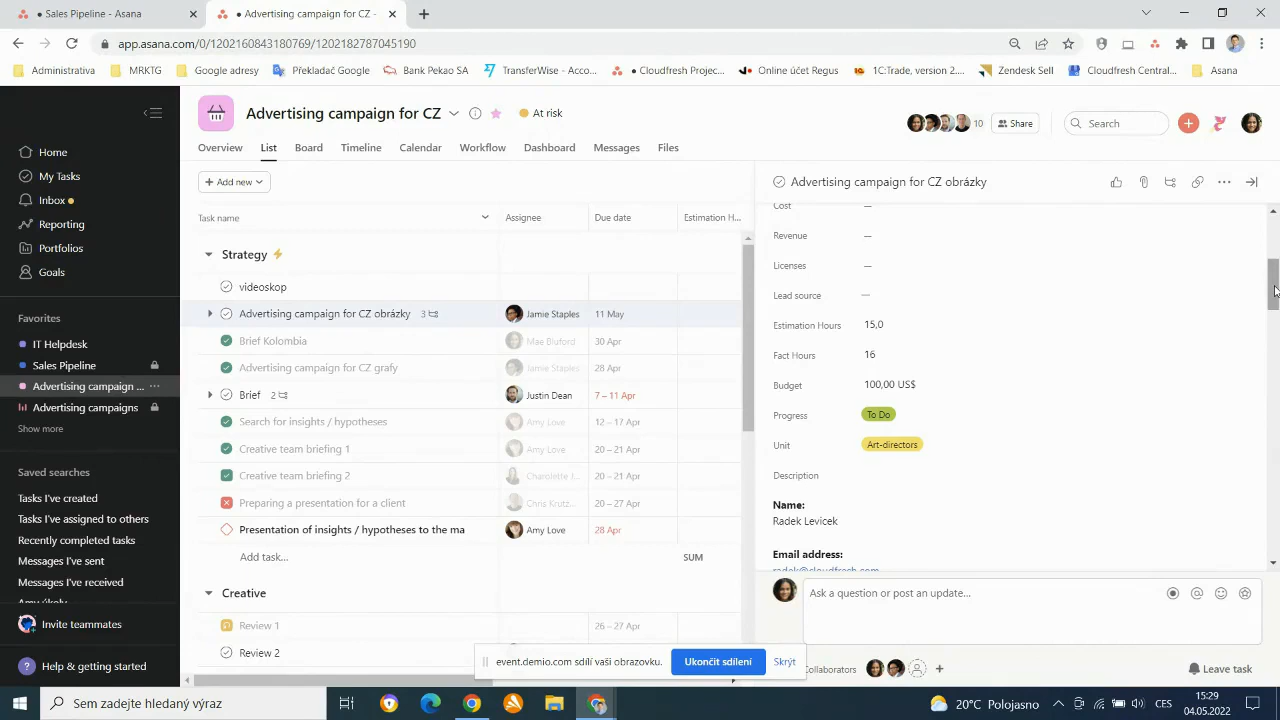 • Sales Pipeline - Asana
• Advertising campaign for CZ -
app.asana.com/0/1202160843180769/1202182787045190
Administrativa
MRKTG
Google adresy
Překladač Google
Bank Pekao SA
TransferWise - Acco...
• Cloudfresh Projec...
Online účet Regus
1C:Trade, version 2....
Zendesk Sell
Cloudfresh Central...
Asana
Advertising campaign for CZ
At risk
10
Share
Search
Overview
List
Board
Timeline
Calendar
Workflow
Dashboard
Messages
Files
Home
My Tasks
Inbox
Reporting
Portfolios
Goals
Favorites
IT Helpdesk
Sales Pipeline
Advertising campaign ...
Advertising campaigns
Show more
Saved searches
Tasks I've created
Tasks I've assigned to others
Recently completed tasks
Messages I've sent
Messages I've received
Invite teammates
Help & getting started
+ Add new
Task name
Assignee
Due date
Estimation H...
Strategy
videoskop
Advertising campaign for CZ obrázky 3 Jamie Staples 11 May
Brief Kolombia Mae Bluford 30 Apr
Advertising campaign for CZ grafy Jamie Staples 28 Apr
Brief 2 Justin Dean 7 – 11 Apr
Search for insights / hypotheses Amy Love 12 – 17 Apr
Creative team briefing 1 Amy Love 20 – 21 Apr
Creative team briefing 2 Charolette J... 20 – 21 Apr
Preparing a presentation for a client Chris Krutz... 20 – 27 Apr
Presentation of insights / hypotheses to the ma Amy Love 28 Apr
Add task...
SUM
Creative
Review 1 26 – 27 Apr
Review 2
Advertising campaign for CZ obrázky
Cost —
Revenue —
Licenses —
Lead source —
Estimation Hours 15,0
Fact Hours 16
Budget 100,00 US$
Progress To Do
Unit Art-directors
Description
Name:
Radek Levicek
Email address:
radek@cloudfresh.com
Ask a question or post an update...
Collaborators
Leave task
event.demio.com sdílí vaši obrazovku.
Ukončit sdílení
Skrýt
Sem zadejte hledaný výraz
20°C Polojasno
CES
15:29
04.05.2022